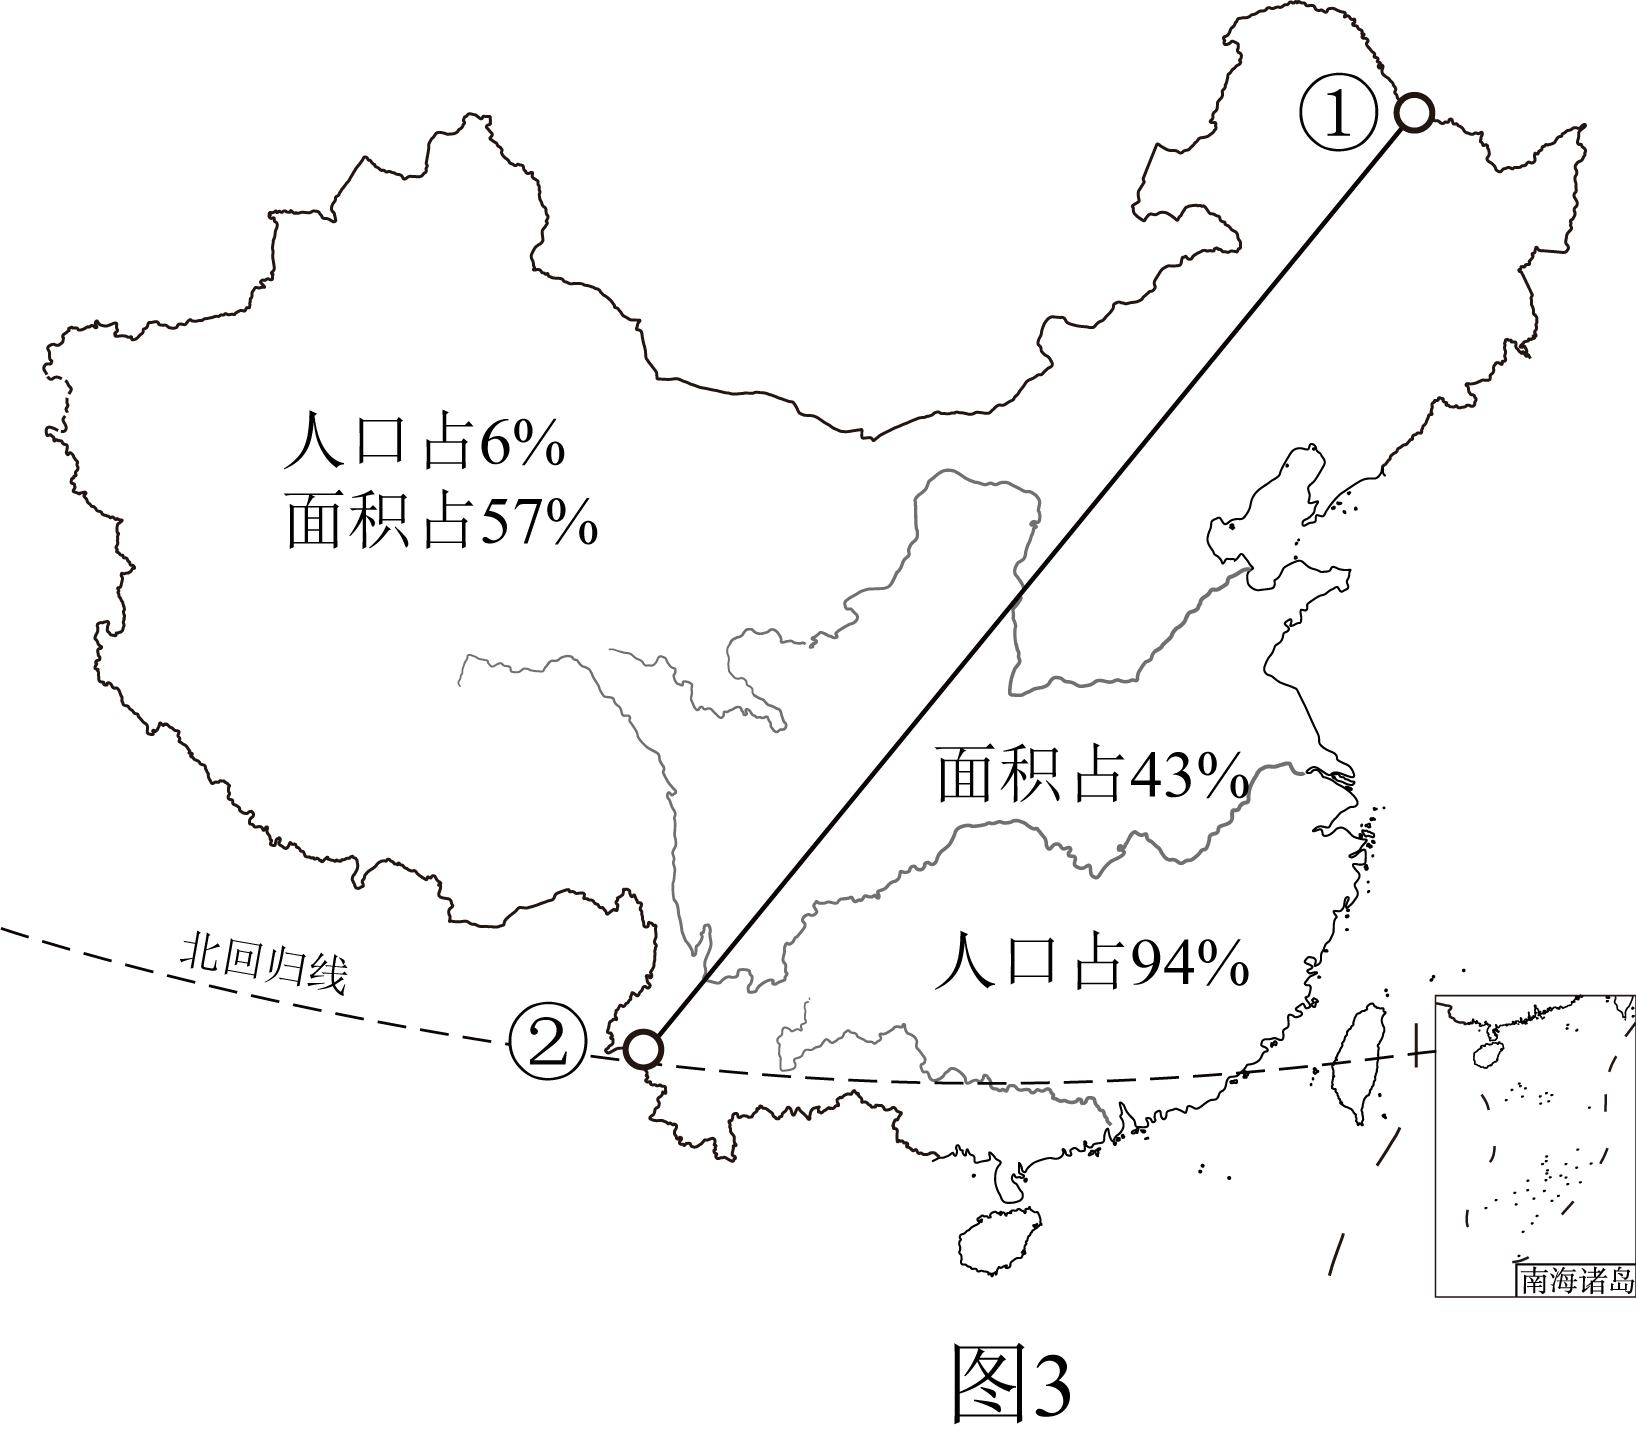 ①
人口占6%
面积占57%
面积占43%
人口占94%
北回归线
②
南海诸岛
图3